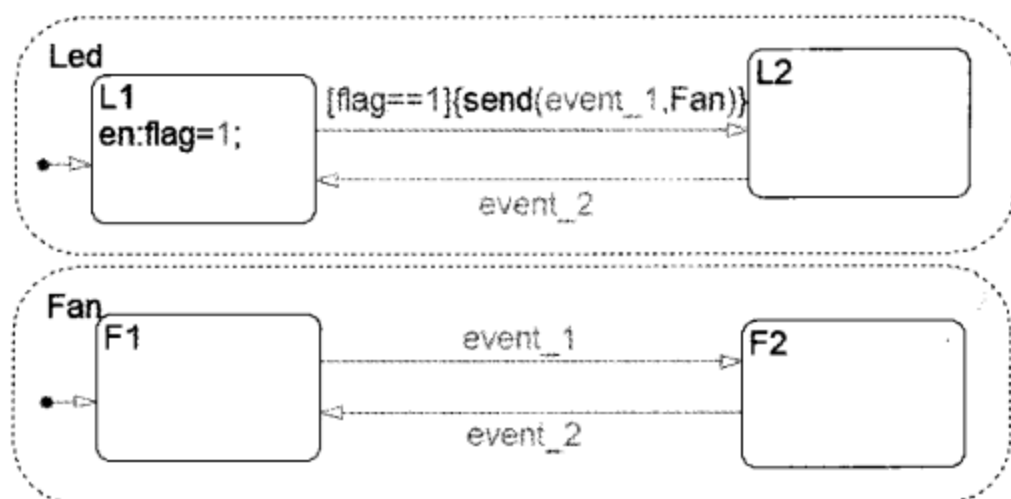 Led
L1
en:flag=1;
[flag==1]{send(event_1,Fan)}
L2
event_2
Fan
F1
event_1
F2
event_2